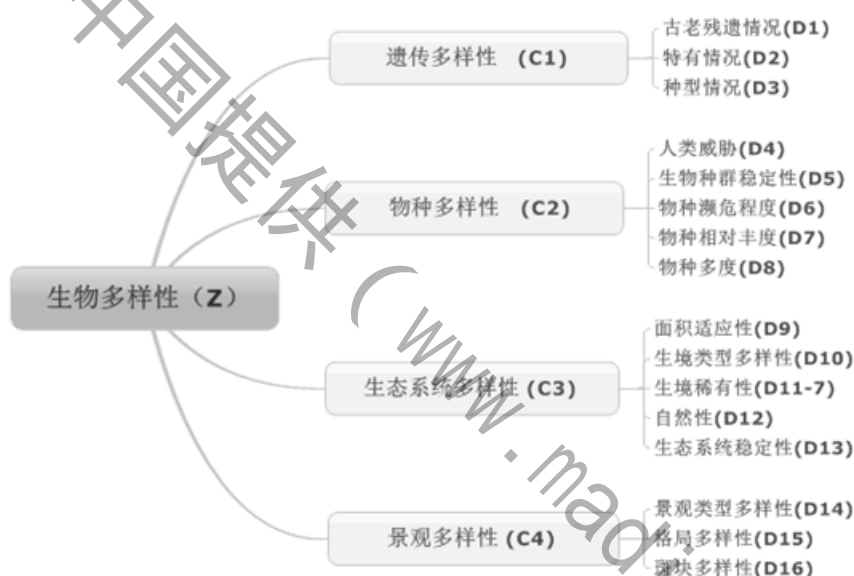 生物多样性（Z）
遗传多样性 (C1)
古老残遗情况(D1)
特有情况(D2)
种型情况(D3)
物种多样性 (C2)
人类威胁(D4)
生物种群稳定性(D5)
物种濒危程度(D6)
物种相对丰度(D7)
物种多度(D8)
生态系统多样性 (C3)
面积适应性(D9)
生境类型多样性(D10)
生境稀有性(D11-7)
自然性(D12)
生态系统稳定性(D13)
景观多样性 (C4)
景观类型多样性(D14)
格局多样性(D15)
斑块多样性(D16)
中国提供（www.mad